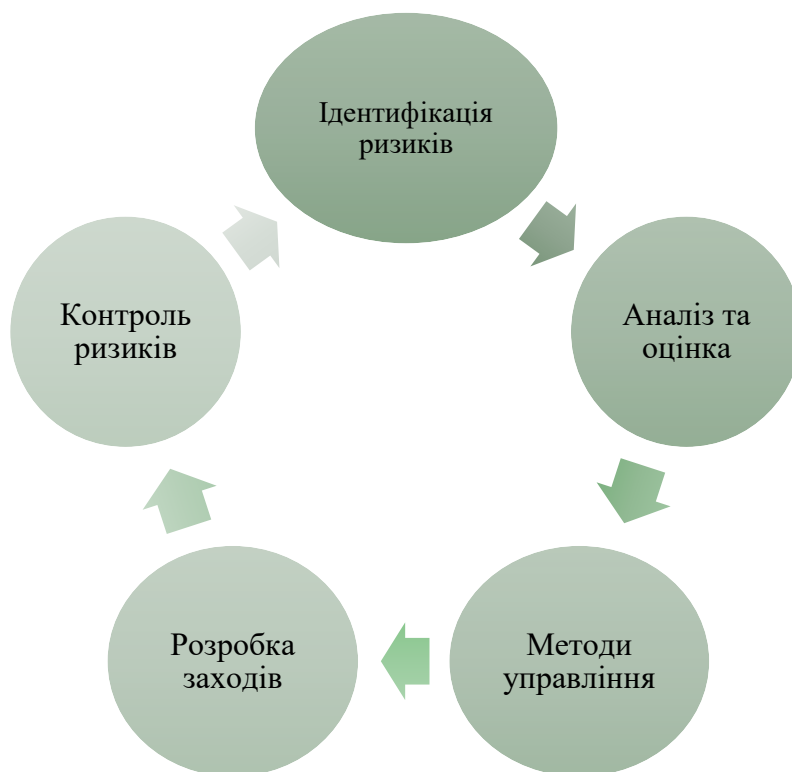 Ідентифікація
ризиків
Аналіз та
оцінка
Методи
управління
Розробка
заходів
Контроль
ризиків